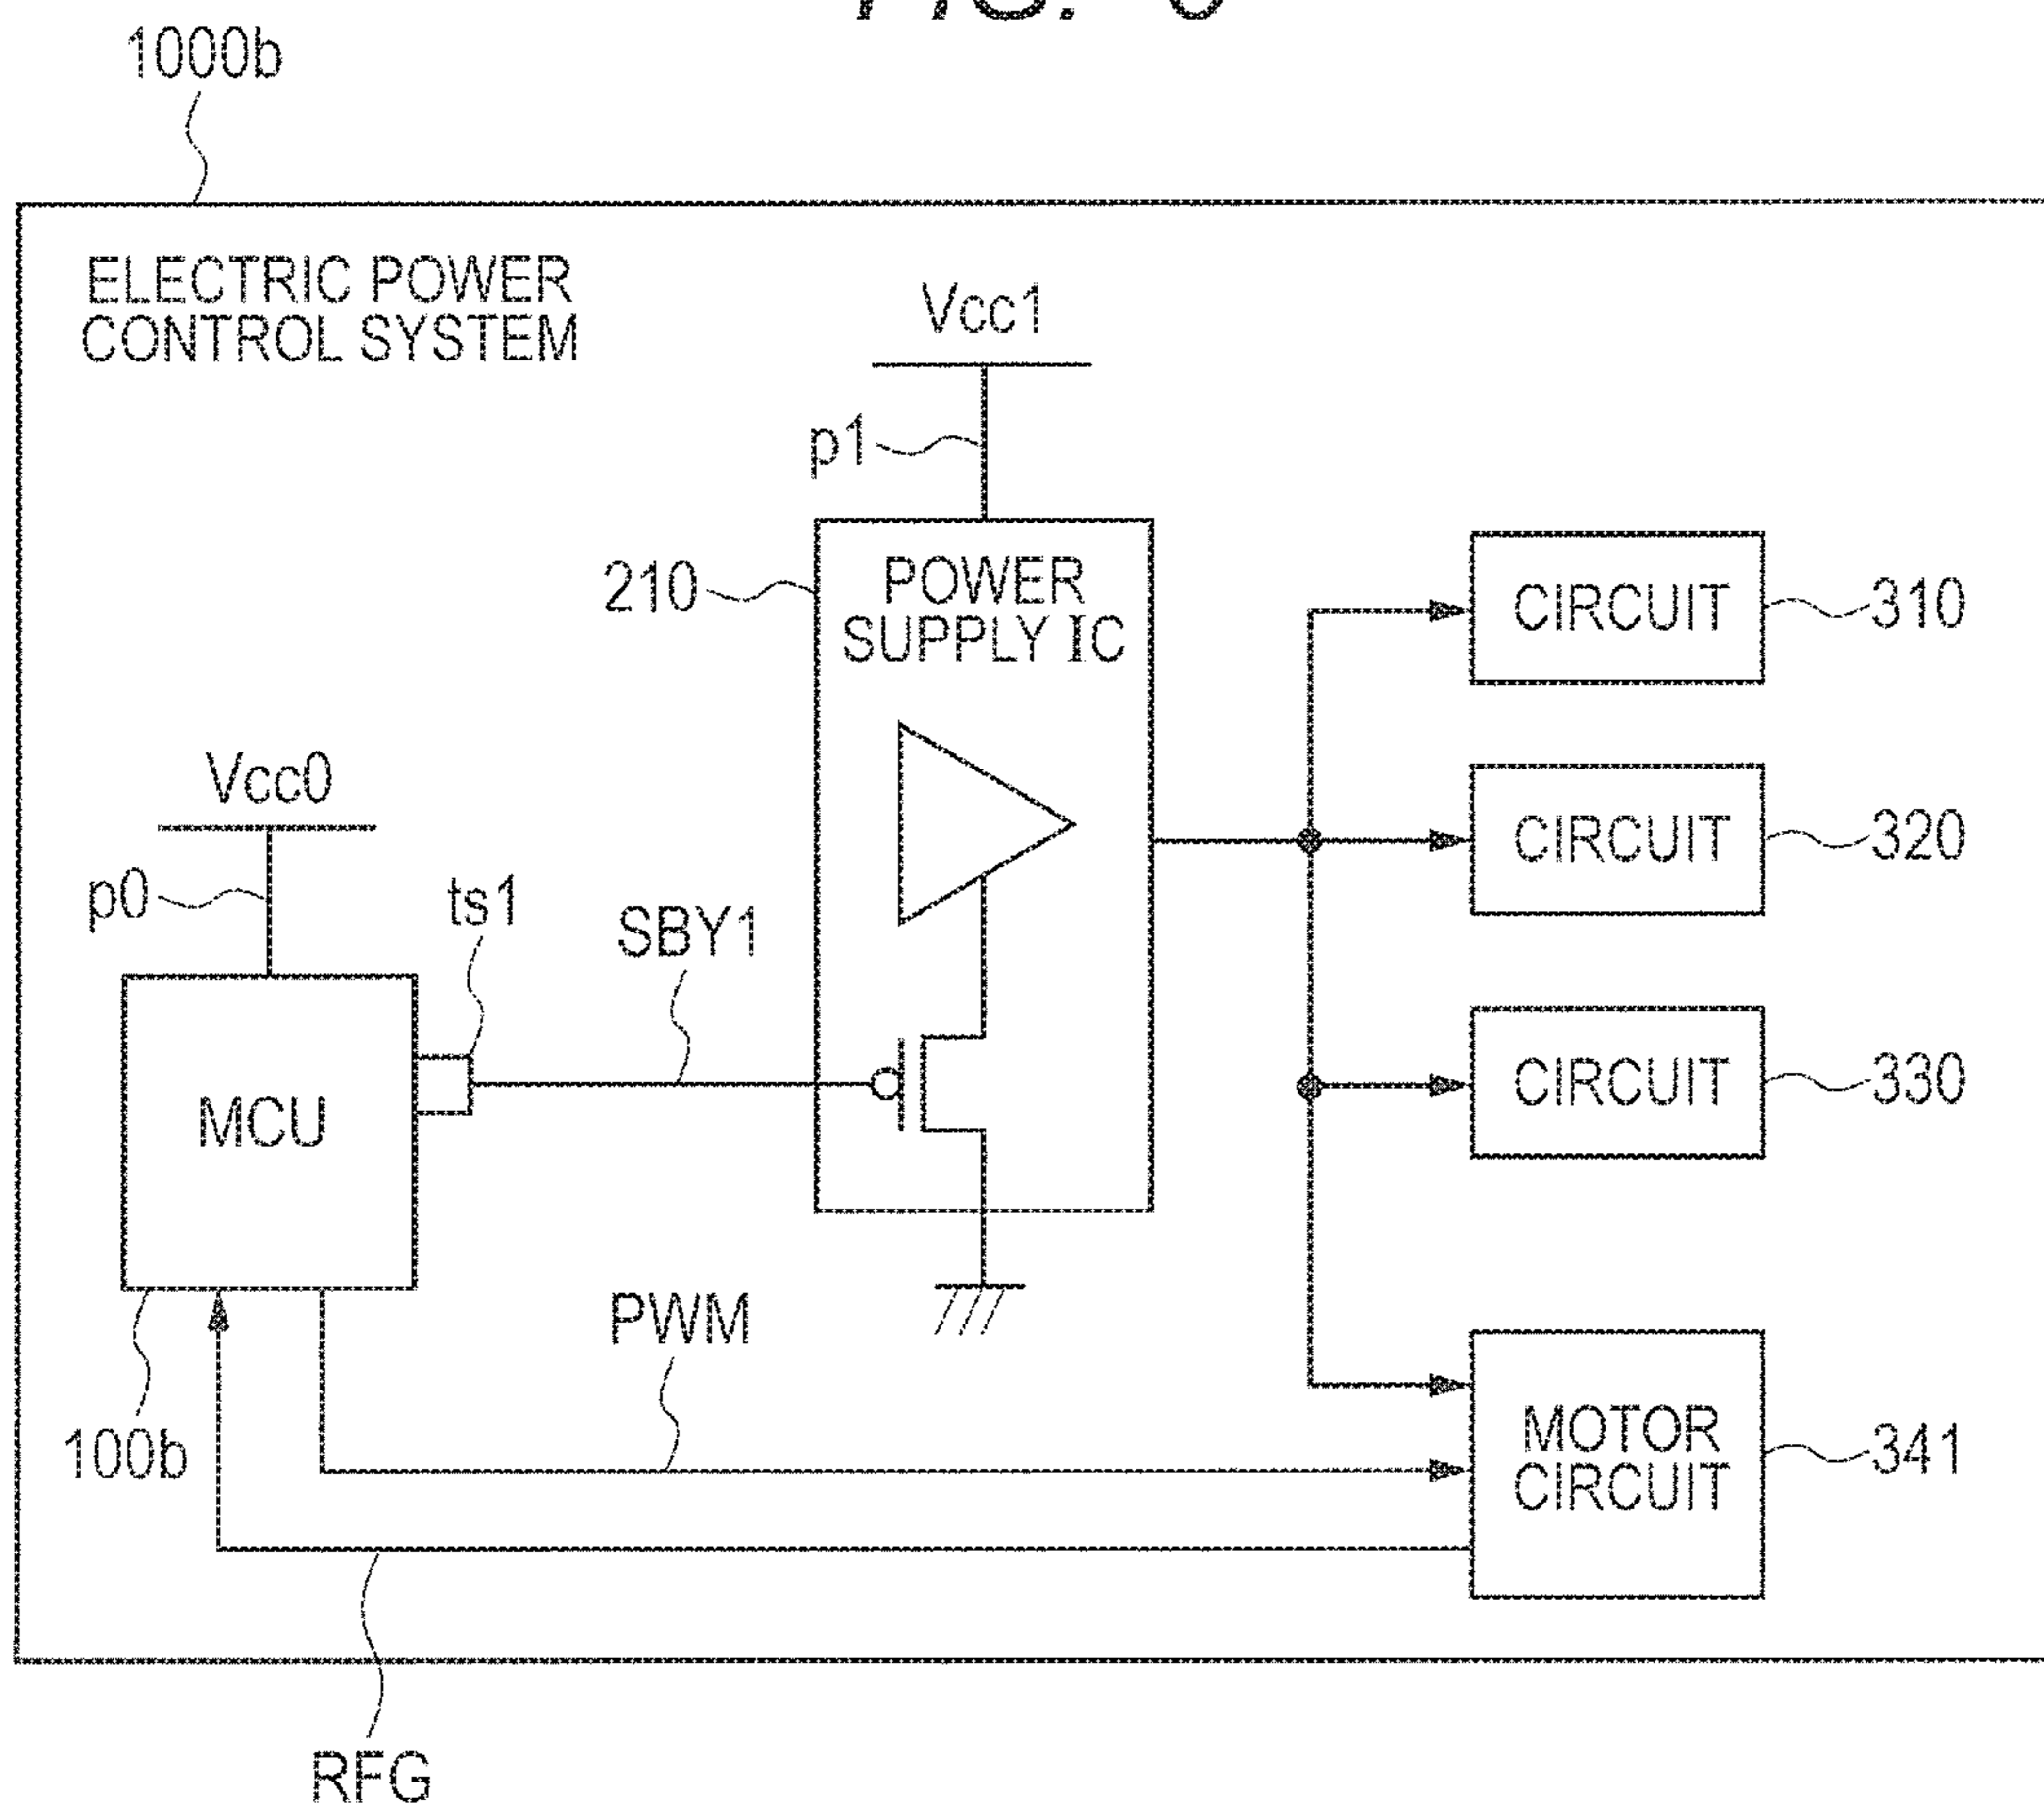 1000b
ELECTRIC POWER
CONTROL SYSTEM
Vcc1
p1
210
POWER
SUPPLY IC
CIRCUIT
310
Vcc0
CIRCUIT
320
p0
ts1
SBY1
MCU
CIRCUIT
330
PWM
100b
MOTOR
CIRCUIT
341
RFG